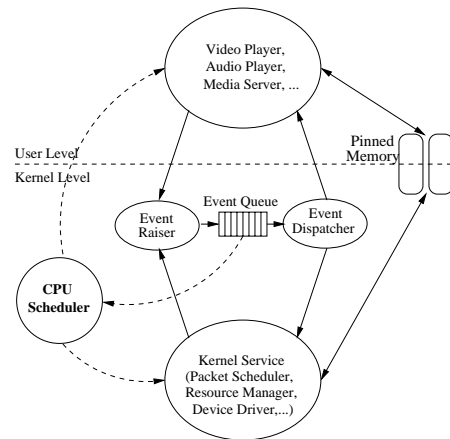 Video Player,
Audio Player,
Media Server, ...
Pinned
Memory
User Level
Kernel Level
Event Queue
Event
Raiser
Event
Dispatcher
CPU
Scheduler
Kernel Service
(Packet Scheduler,
Resource Manager,
Device Driver,...)